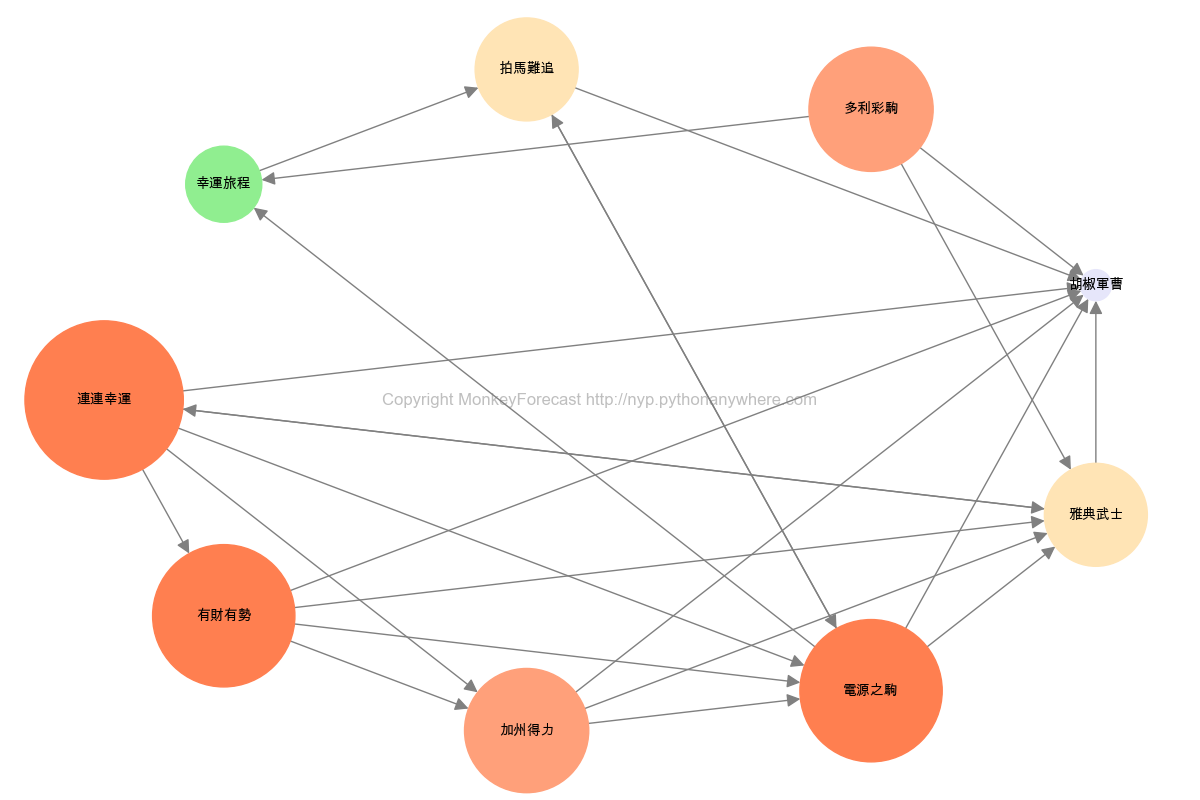 拍馬難追
多利彩駒
幸運旅程
胡椒軍曹
連連幸運
Copyright MonkeyForecast http://nyp.pythonanywhere.com
雅典武士
有財有勢
電源之駒
加州得力